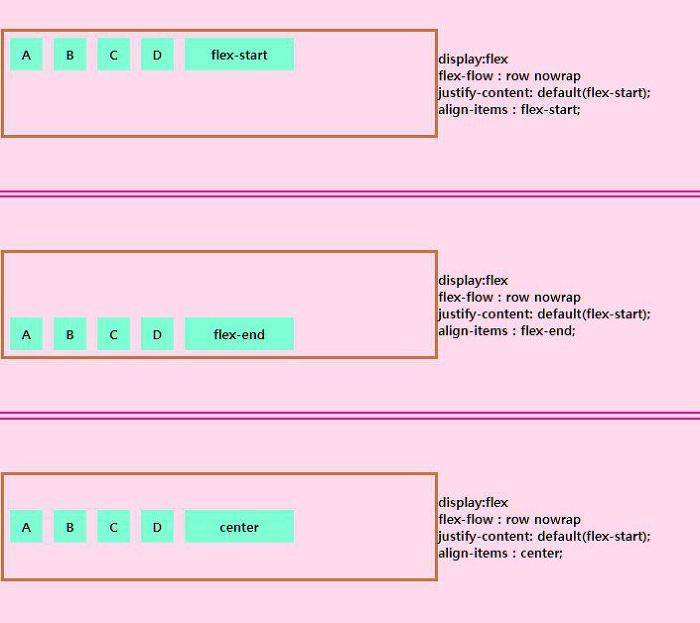 A B C D flex-start
display:flex
flex-flow : row nowrap
justify-content: default(flex-start);
align-items : flex-start;
A B C D flex-end
display:flex
flex-flow : row nowrap
justify-content: default(flex-start);
align-items : flex-end;
A B C D center
display:flex
flex-flow : row nowrap
justify-content: default(flex-start);
align-items : center;